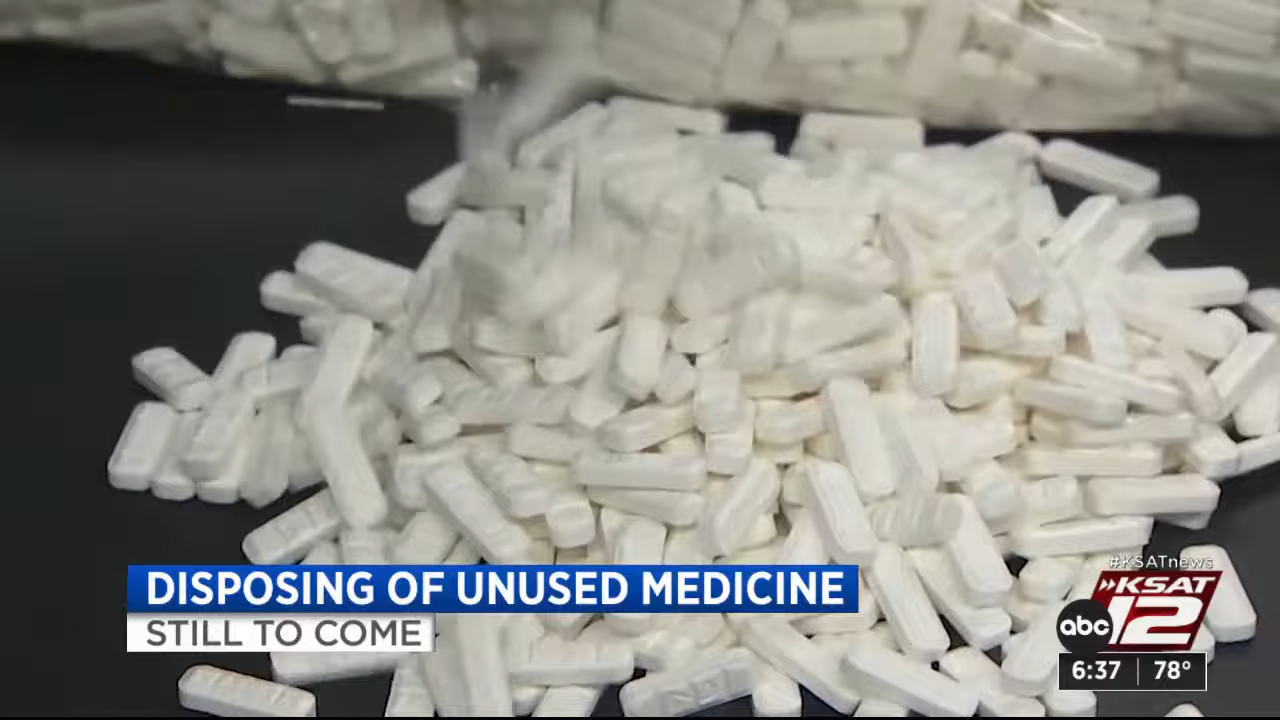 DISPOSING OF UNUSED MEDICINE
STILL TO COME
#KSATnews
KSAT
abc 12
6:37 78°